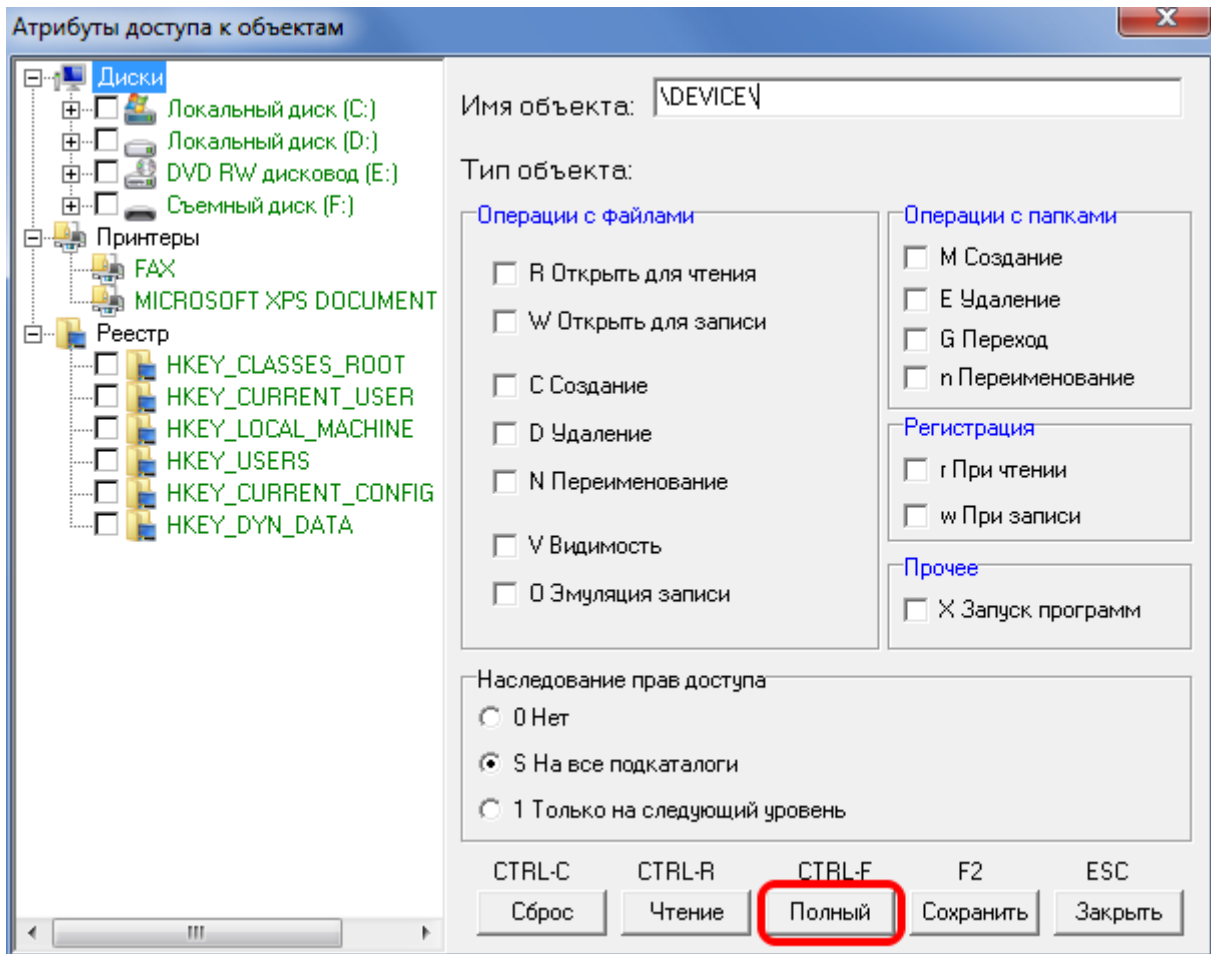 Атрибуты доступа к объектам
Диски
Локальный диск (C:)
Локальный диск (D:)
DVD RW дисковод (E:)
Съемный диск (F:)
Принтеры
FAX
MICROSOFT XPS DOCUMENT
Реестр
HKEY_CLASSES_ROOT
HKEY_CURRENT_USER
HKEY_LOCAL_MACHINE
HKEY_USERS
HKEY_CURRENT_CONFIG
HKEY_DYN_DATA
Имя объекта: \DEVICE\
Тип объекта:
Операции с файлами
R Открыть для чтения
W Открыть для записи
C Создание
D Удаление
N Переименование
V Видимость
O Эмуляция записи
Операции с папками
M Создание
E Удаление
G Переход
n Переименование
Регистрация
r При чтении
w При записи
Прочее
X Запуск программ
Наследование прав доступа
0 Нет
S На все подкаталоги
1 Только на следующий уровень
CTRL-C CTRL-R CTRL-F F2 ESC
Сброс Чтение Полный Сохранить Закрыть